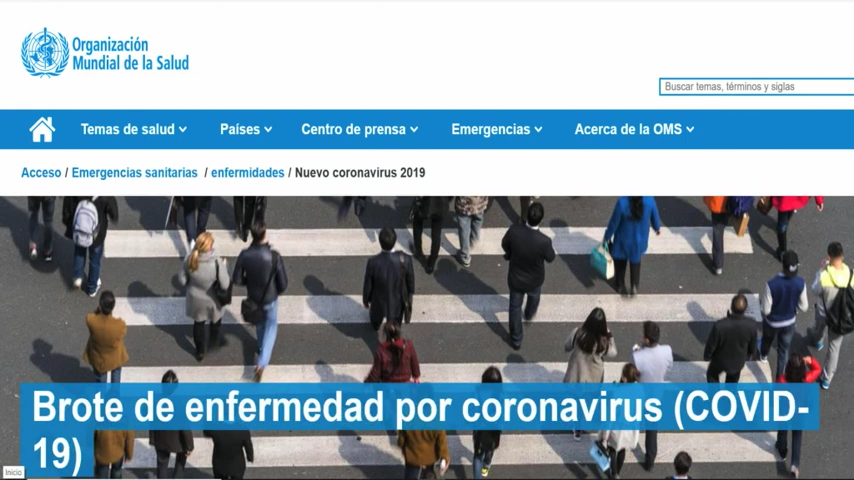 Organización
Mundial de la Salud
Buscar temas, términos y siglas
Temas de salud Países Centro de prensa Emergencias Acerca de la OMS
Acceso / Emergencias sanitarias / enfermidades / Nuevo coronavirus 2019
Brote de enfermedad por coronavirus (COVID-
19)
Inicio